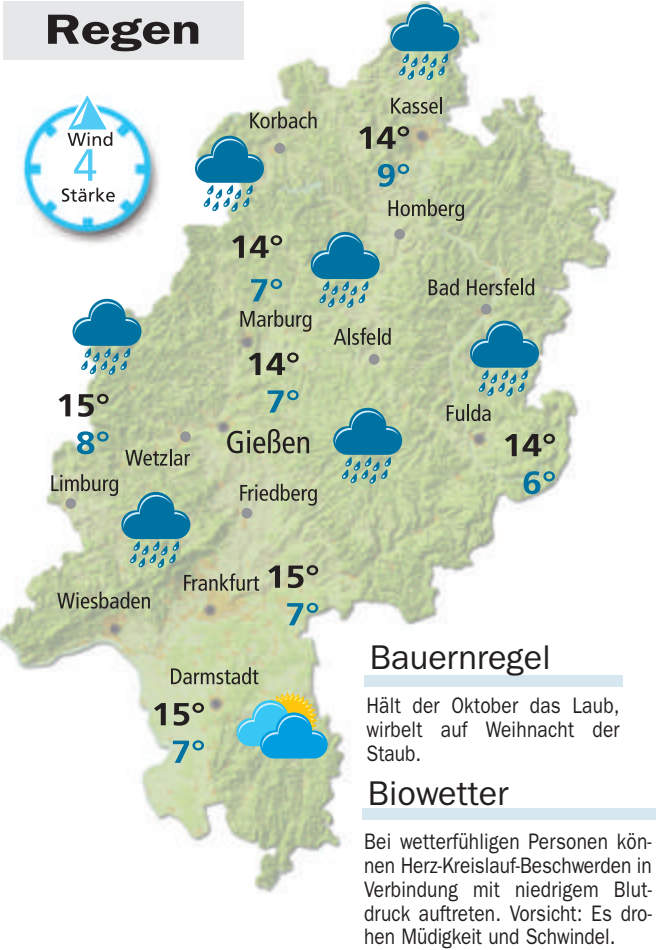 Regen
Wind
4
Stärke
Kassel
14°
9°
Korbach
Homberg
14°
7°
Bad Hersfeld
Marburg
Alsfeld
14°
7°
15°
8°
Fulda
14°
6°
Gießen
Wetzlar
Limburg
Friedberg
Frankfurt
15°
7°
Wiesbaden
Darmstadt
15°
7°
Bauernregel
Hält der Oktober das Laub,
wirbelt auf Weihnacht der
Staub.
Biowetter
Bei wetterfühligen Personen kön-
nen Herz-Kreislauf-Beschwerden in
Verbindung mit niedrigem Blut-
druck auftreten. Vorsicht: Es dro-
hen Müdigkeit und Schwindel.